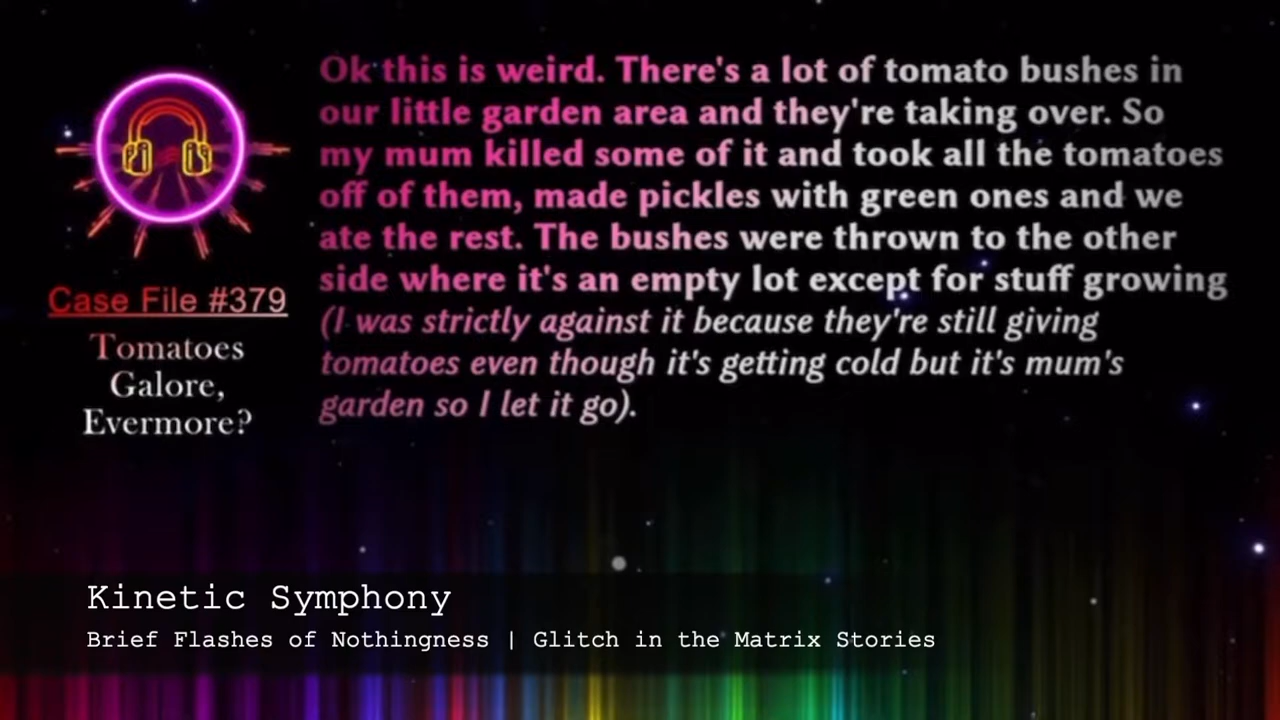 Ok this is weird. There's a lot of tomato bushes in
our little garden area and they're taking over. So
my mum killed some of it and took all the tomatoes
off of them, made pickles with green ones and we
ate the rest. The bushes were thrown to the other
side where it's an empty lot except for stuff growing
(I was strictly against it because they're still giving
tomatoes even though it's getting cold but it's mum's
garden so I let it go).
Case File #379
Tomatoes
Galore,
Evermore?
Kinetic Symphony
Brief Flashes of Nothingness | Glitch in the Matrix Stories